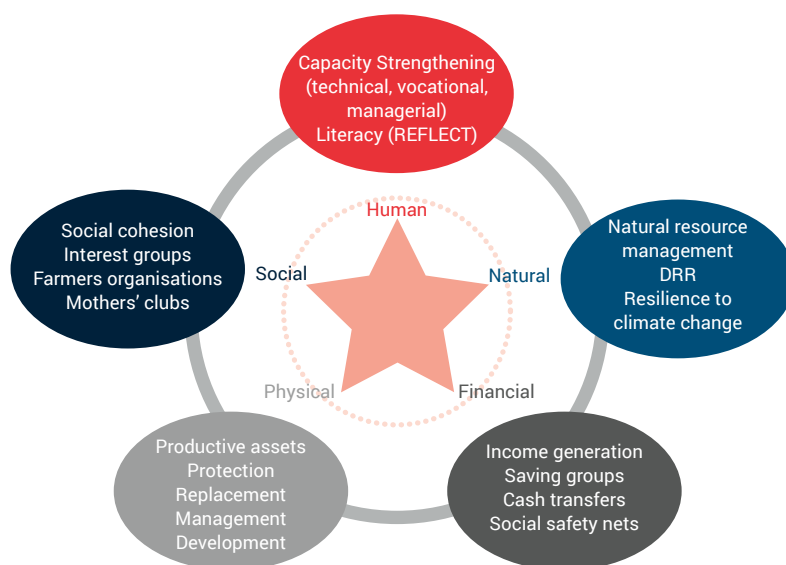 Capacity Strengthening
(technical, vocational,
managerial)
Literacy (REFLECT)
Social cohesion
Interest groups
Farmers organisations
Mothers’ clubs
Human
Social
Natural
Physical
Financial
Natural resource
management
DRR
Resilience to
climate change
Productive assets
Protection
Replacement
Management
Development
Income generation
Saving groups
Cash transfers
Social safety nets